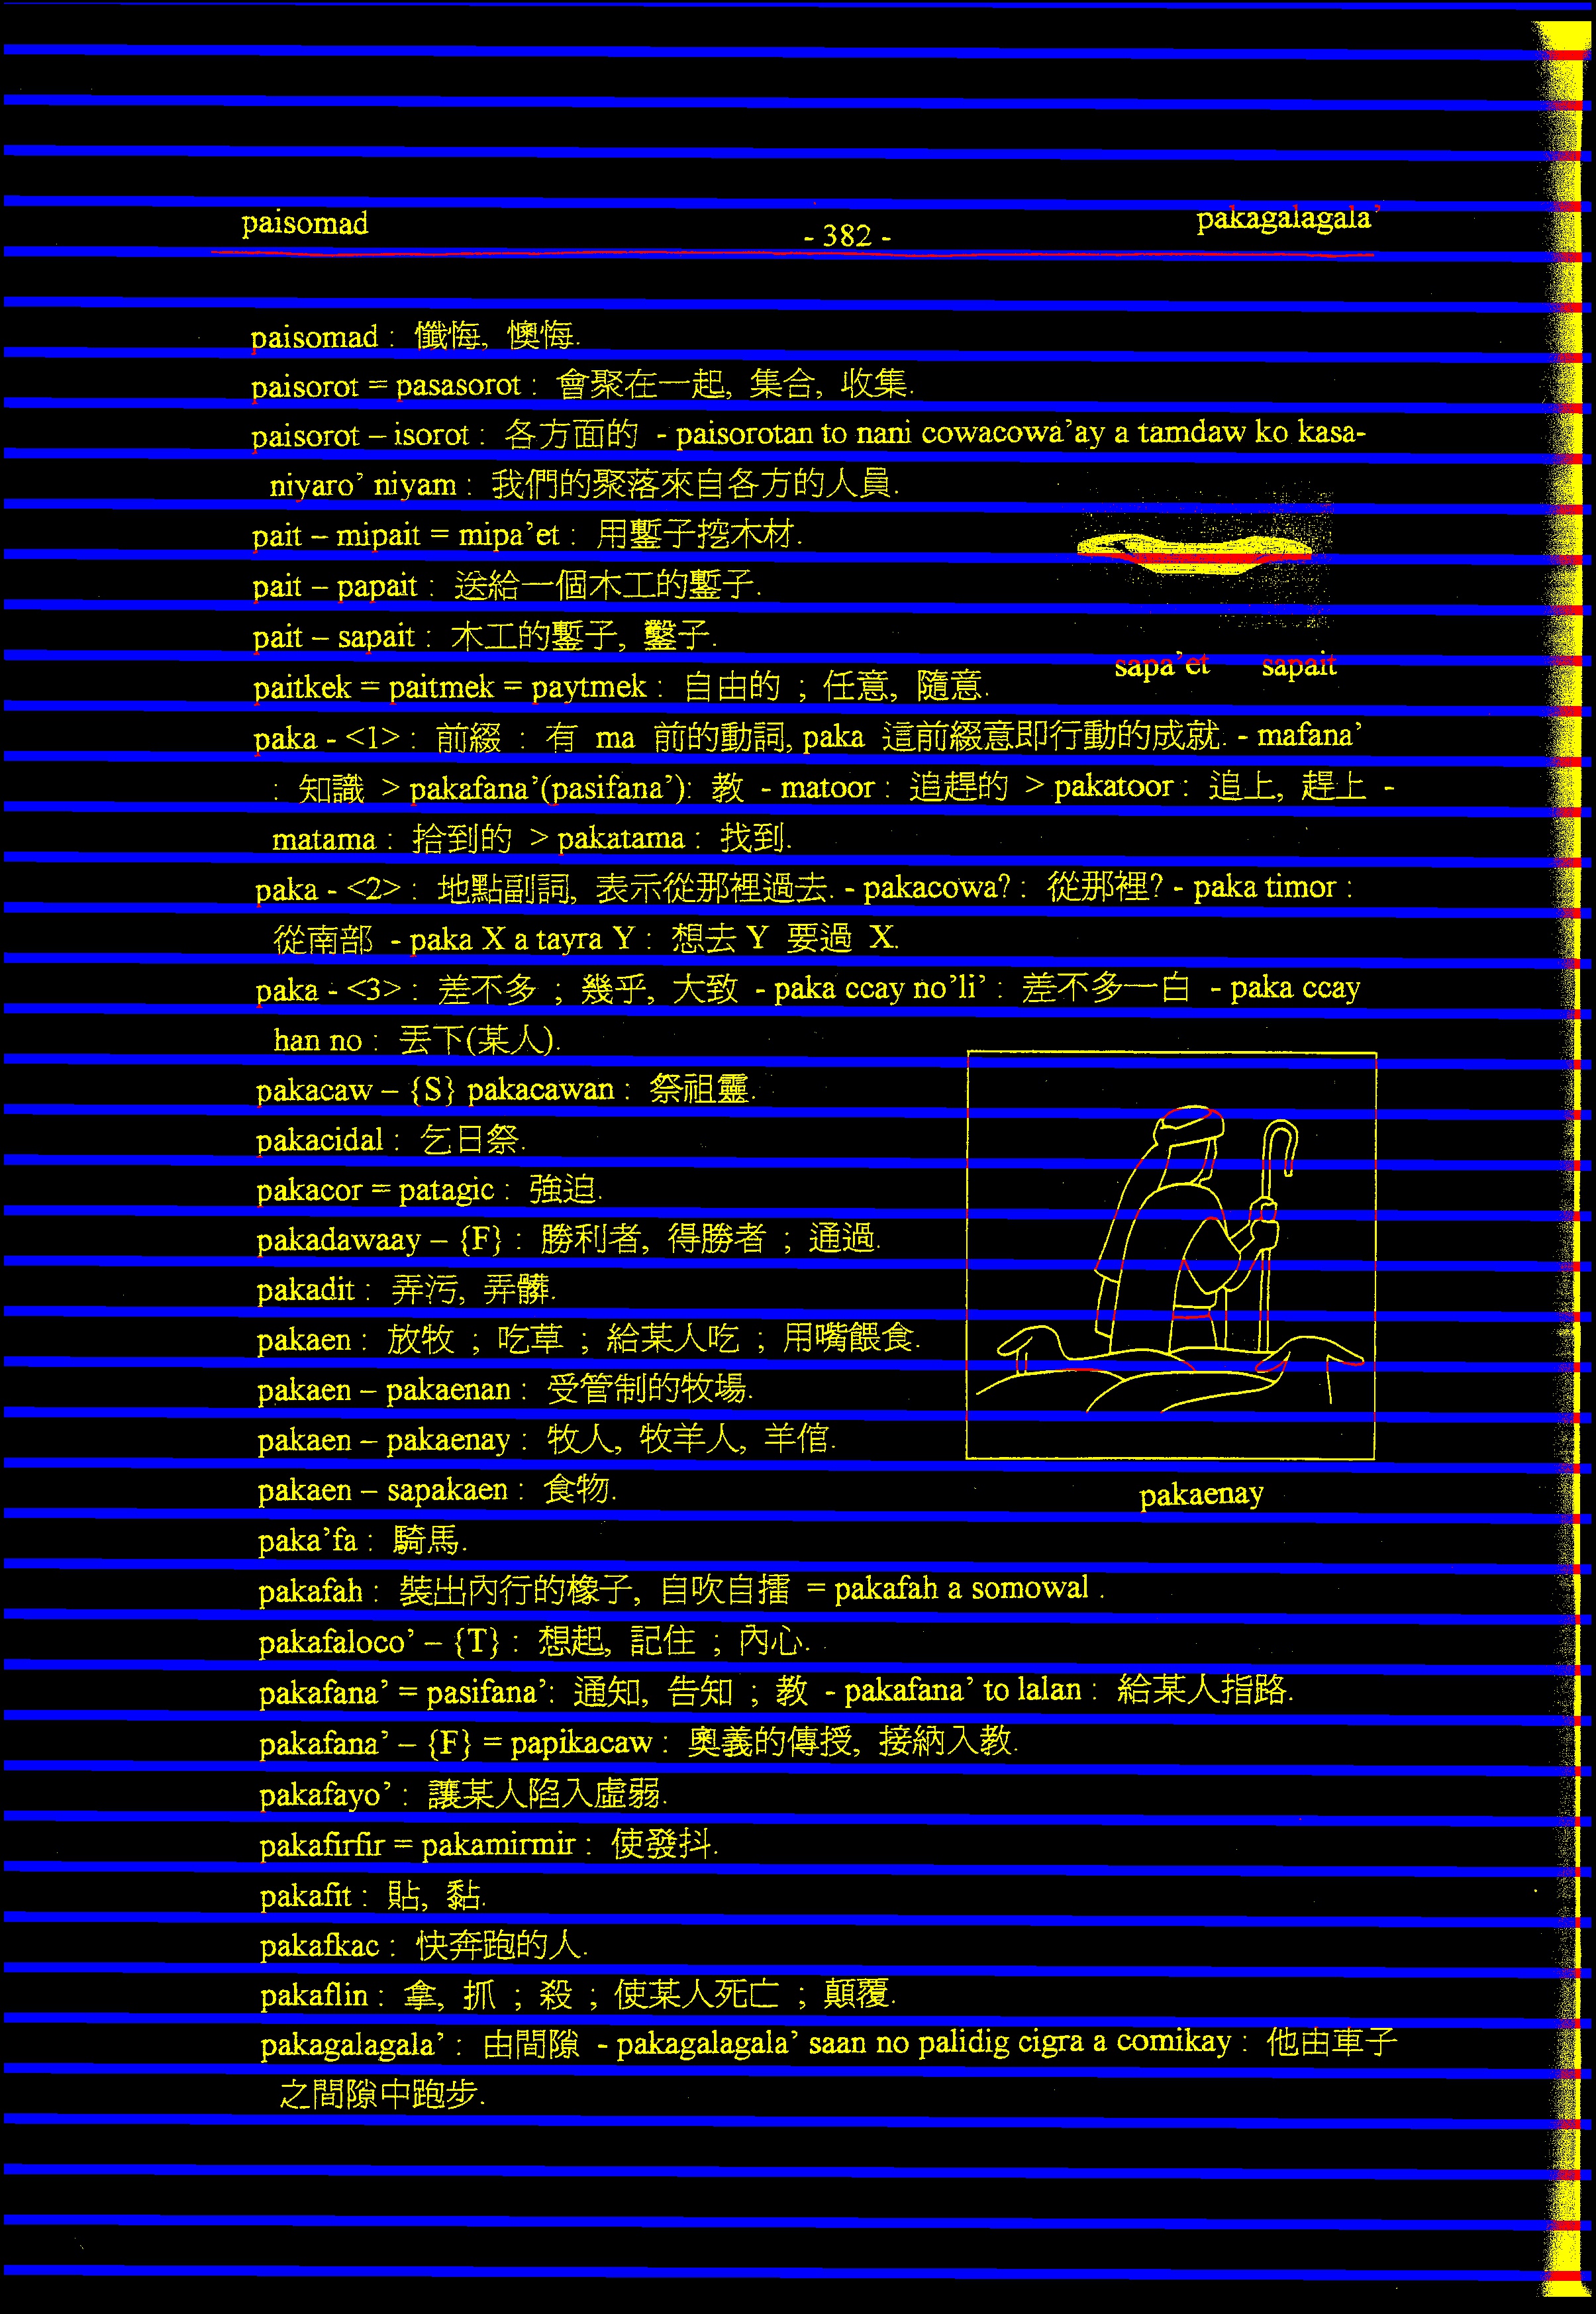 paisomad
- 382 -
pakagalagala’
paisomad : 懺悔, 懊悔.
paisorot = pasasorot : 會聚在一起, 集合, 收集.
paisorot – isorot : 各方面的 - paisorotan to nani cowacowa’ay a tamdaw ko kasa-
niyaro’ niyam : 我們的聚落來自各方的人員.
pait – mipait = mipa’et : 用鏨子挖木材.
pait – papait : 送給一個木工的鏨子.
pait – sapait : 木工的鏨子, 鑿子.
sapa’et sapait
paitkek = paitmek = paytmek : 自由的 ; 任意, 隨意.
paka - <1> : 前綴 : 有 ma 前的動詞, paka 這前綴意即行動的成就. - mafana’
: 知識 > pakafana’(pasifana’): 教 - matoor : 追趕的 > pakatoor : 追上, 趕上 -
matama : 拾到的 > pakatama : 找到.
paka - <2> : 地點副詞, 表示從那裡過去. - pakacowa? : 從那裡? - paka timor :
從南部 - paka X a tayra Y : 想去 Y 要過 X.
paka - <3> : 差不多 ; 幾乎, 大致 - paka ccay no’li’ : 差不多一白 - paka ccay
han no : 丟下(某人).
pakacaw – {S} pakacawan : 祭祖靈.
pakacidal : 乞日祭.
pakacor = patagic : 強迫.
pakadawaay – {F} : 勝利者, 得勝者 ; 通過.
pakadit : 弄污, 弄髒.
pakaen : 放牧 ; 吃草 ; 給某人吃 ; 用嘴餵食.
pakaen – pakaenan : 受管制的牧場.
pakaen – pakaenay : 牧人, 牧羊人, 羊倌.
pakaen – sapakaen : 食物.
pakaenay
paka’fa : 騎馬.
pakafah : 裝出內行的橡子, 自吹自擂 = pakafah a somowal .
pakafaloco’ – {T} : 想起, 記住 ; 內心.
pakafana’ = pasifana’: 通知, 告知 ; 教 - pakafana’ to lalan : 給某人指路.
pakafana’ – {F} = papikacaw : 奧義的傳授, 接納入教.
pakafayo’ : 讓某人陷入虛弱.
pakafirfir = pakamirmir : 使發抖.
pakafit : 貼, 黏.
pakafkac : 快奔跑的人.
pakaflin : 拿, 抓 ; 殺 ; 使某人死亡 ; 顛覆.
pakagalagala’ : 由間隙 - pakagalagala’ saan no palidig cigra a comikay : 他由車子
之間隙中跑步.